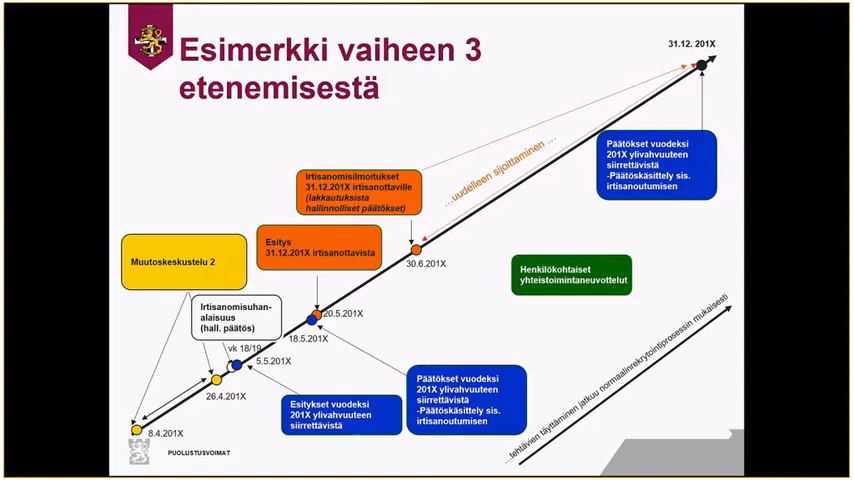 Esimerkki vaiheen 3
etenemisestä
31.12. 201X
Päätökset vuodeksi
201X ylivahvuuteen
siirrettävistä
-Päätöskäsittely sis.
irtisanoutumisen
...uudelleen sijoittaminen ...
Irtisanomisilmoitukset
31.12.201X irtisanottaville
(lakkautuksista
hallinnolliset päätökset)
Esitys
31.12.201X irtisanottavista
30.6.201X
Muutoskeskustelu 2
Henkilökohtaiset
yhteistoimintaneuvottelut
Irtisanomisuhan-
alaisuus
(hall. päätös)
20.5.201X
18.5.201X
vk 18/19
5.5.201X
26.4.201X
8.4.201X
Esitykset vuodeksi
201X ylivahvuuteen
siirrettävistä
Päätökset vuodeksi
201X ylivahvuuteen
siirrettävistä
-Päätöskäsittely sis.
irtisanoutumisen
...tehtävien täyttäminen jatkuu normaalinrekrytointiprosessin mukaisesti
PUOLUSTUSVOIMAT